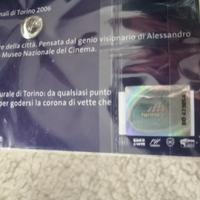 nali di Torino 2006
re della città. Pensata dal genio visionario di Alessandro
Museo Nazionale del Cinema.
urale di Torino: da qualsiasi punto
per godersi la corona di vette che